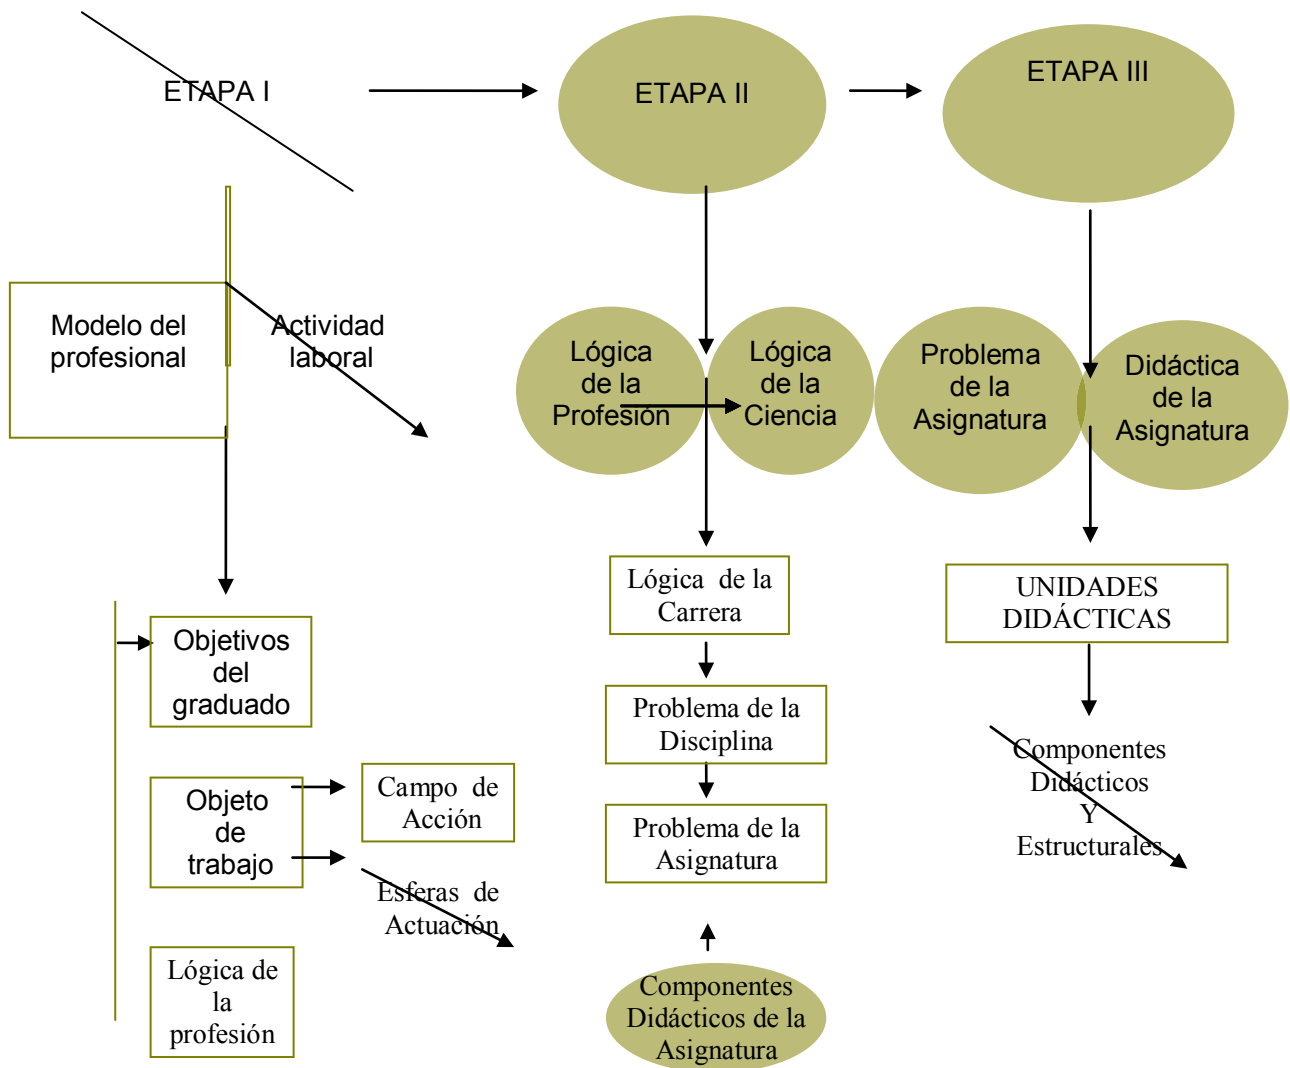 ETAPA I
ETAPA II
ETAPA III
Modelo del
profesional
Actividad
laboral
Lógica
de la
Profesión
Lógica
de la
Ciencia
Problema
de la
Asignatura
Didáctica
de la
Asignatura
Objetivos
del
graduado
Objeto
de
trabajo
Campo de
Acción
Esferas de
Actuación
Lógica de
la
profesión
Lógica de la
Carrera
Problema de la
Disciplina
Problema de la
Asignatura
Componentes
Didácticos de la
Asignatura
UNIDADES
DIDÁCTICAS
Componentes
Didácticos
Y
Estructurales